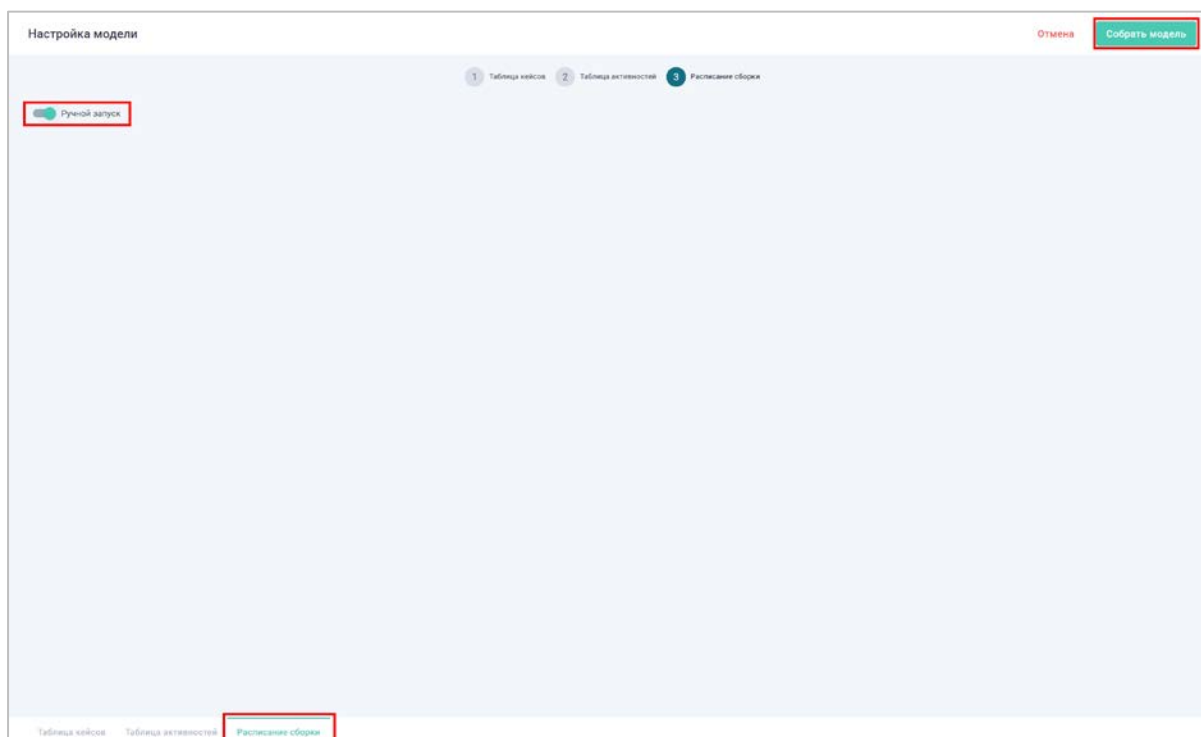 Настройка модели
Отмена
Собрать модель
1 Таблица кейсов 2 Таблица активностей 3 Расписание сборки
Ручной запуск
Таблица кейсов Таблица активностей Расписание сборки